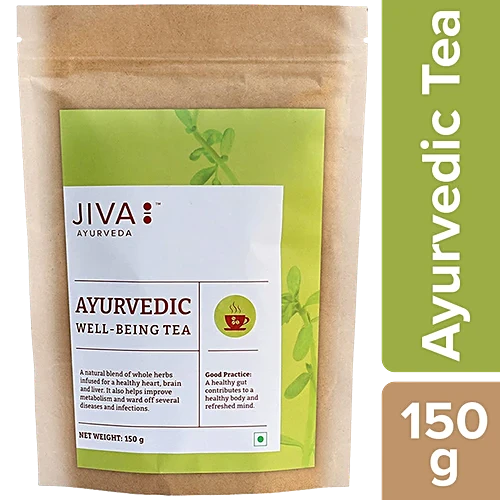 JIVA™
AYURVEDA
AYURVEDIC
WELL-BEING TEA
A natural blend of whole herbs
infused for a healthy heart, brain
and liver. It also helps improve
metabolism and ward off several
diseases and infections.
Good Practice:
A healthy gut
contributes to a
healthy body and
refreshed mind.
NET WEIGHT: 150 g
Ayurvedic Tea
150
g